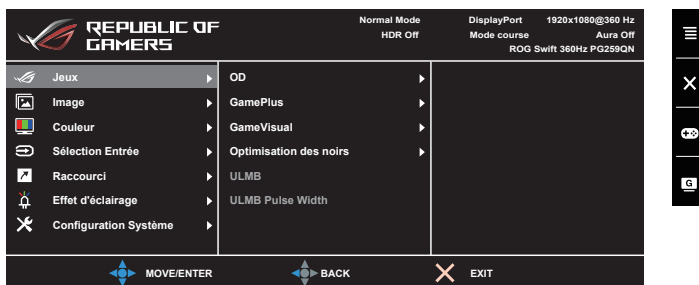 REPUBLIC OF
GAMERS
Normal Mode
HDR Off
DisplayPort 1920x1080@360 Hz
Mode course Aura Off
ROG Swift 360Hz PG259QN
Jeux
Image
Couleur
Sélection Entrée
Raccourci
Effet d'éclairage
Configuration Système
OD
GamePlus
GameVisual
Optimisation des noirs
ULMB
ULMB Pulse Width
MOVE/ENTER
BACK
EXIT
G